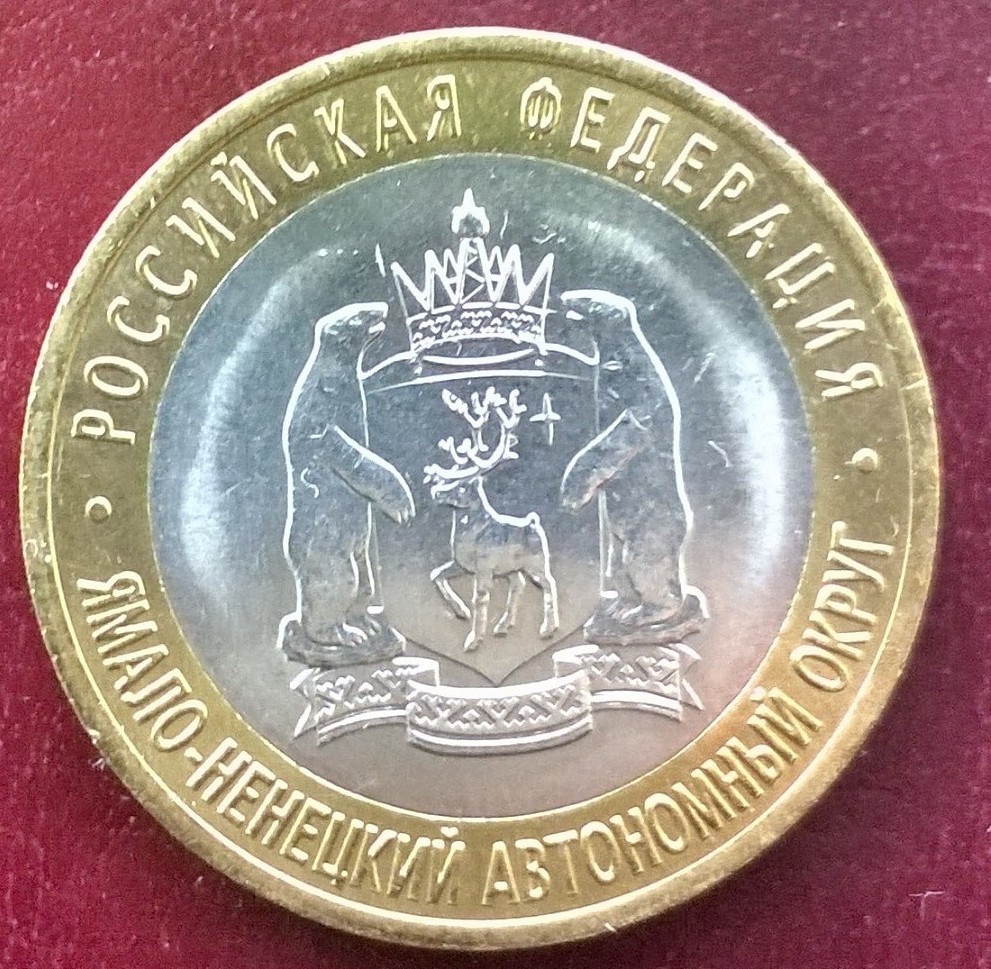 РОССИЙСКАЯ ФЕДЕРАЦИЯ
ЯМАЛО-НЕНЕЦКИЙ АВТОНОМНЫЙ ОКРУГ